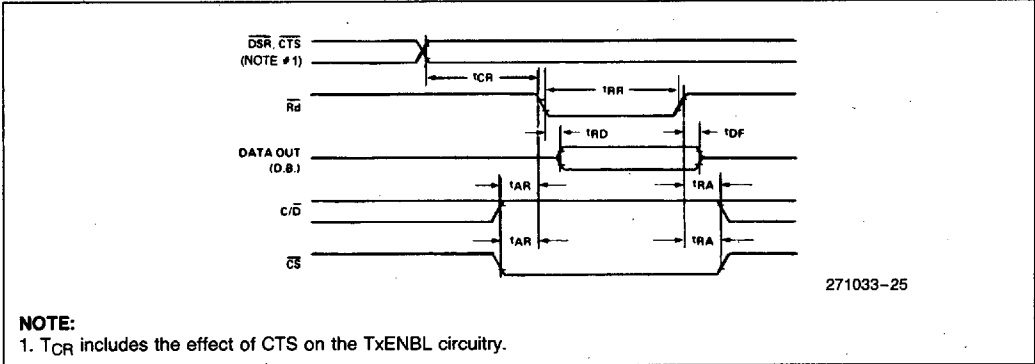 DSR, CTS
(NOTE #1)
tCR
Rd
tRR
tRD
tDF
DATA OUT
(D.B.)
tAR
tRA
C/D
tAR
tRA
CS
271033-25
NOTE:
1. TCR includes the effect of CTS on the TxENBL circuitry.